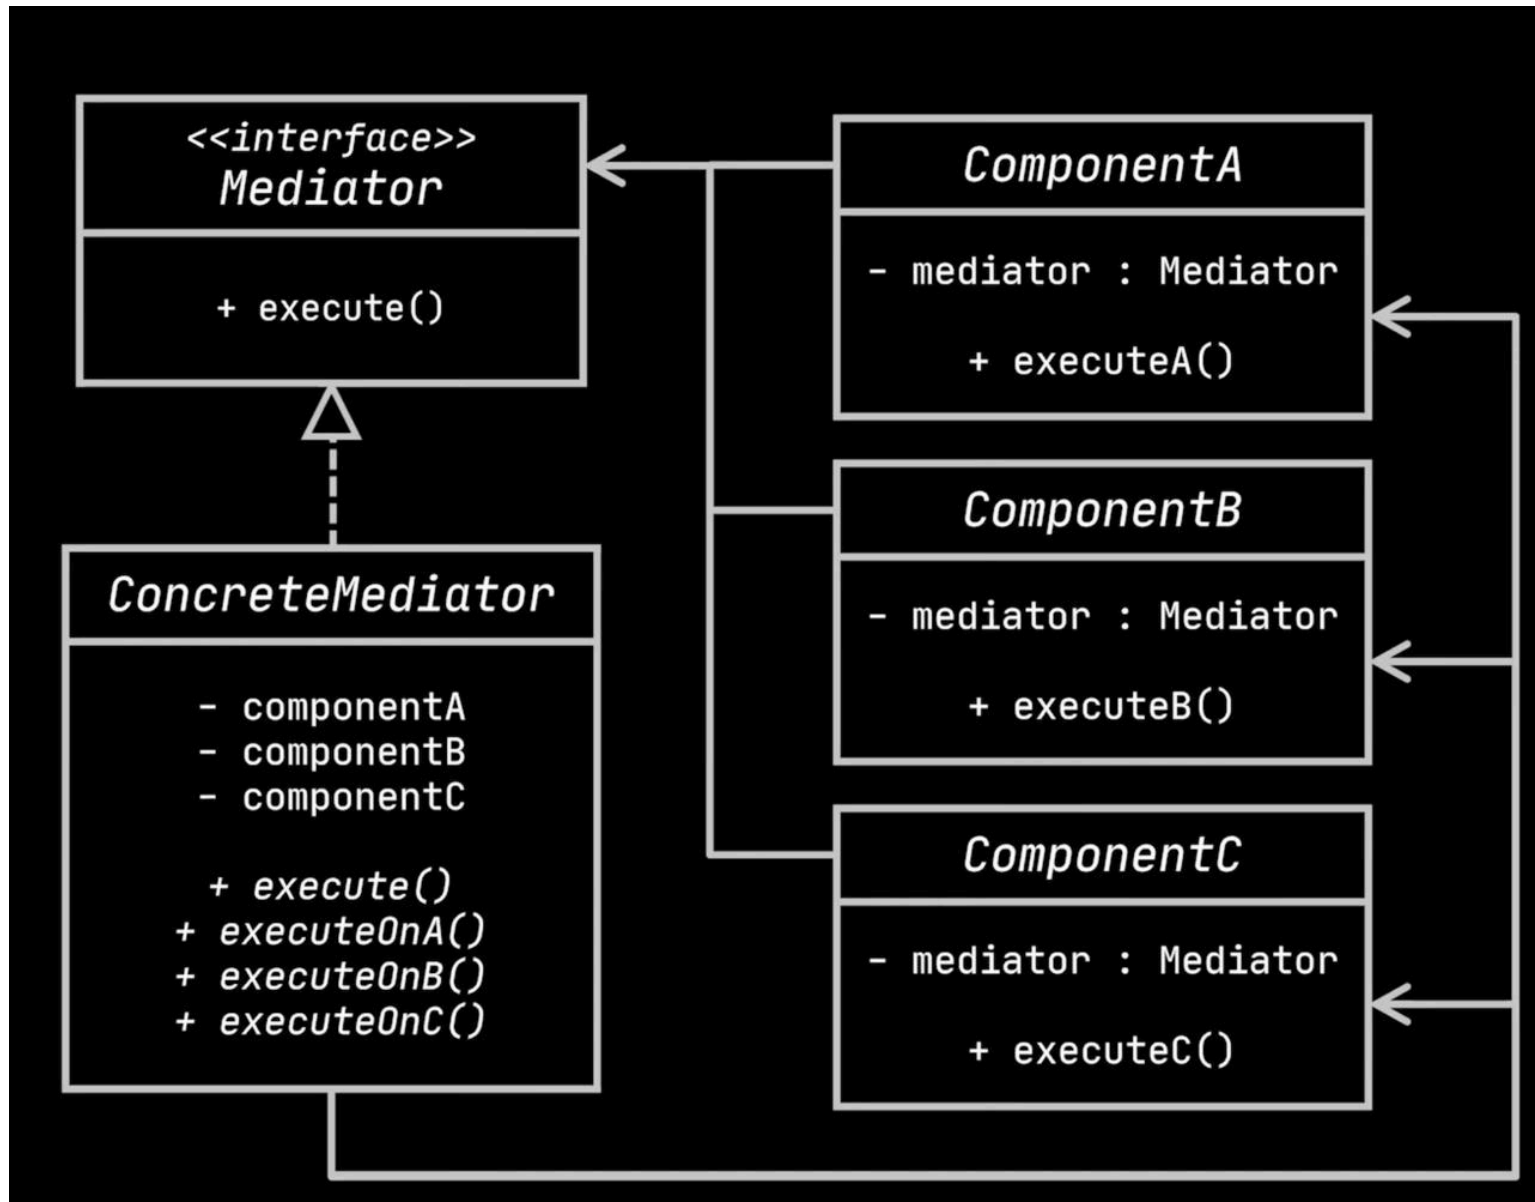 <<interface>>
Mediator
+ execute()
ConcreteMediator
- componentA
- componentB
- componentC
+ execute()
+ executeOnA()
+ executeOnB()
+ executeOnC()
ComponentA
- mediator : Mediator
+ executeA()
ComponentB
- mediator : Mediator
+ executeB()
ComponentC
- mediator : Mediator
+ executeC()